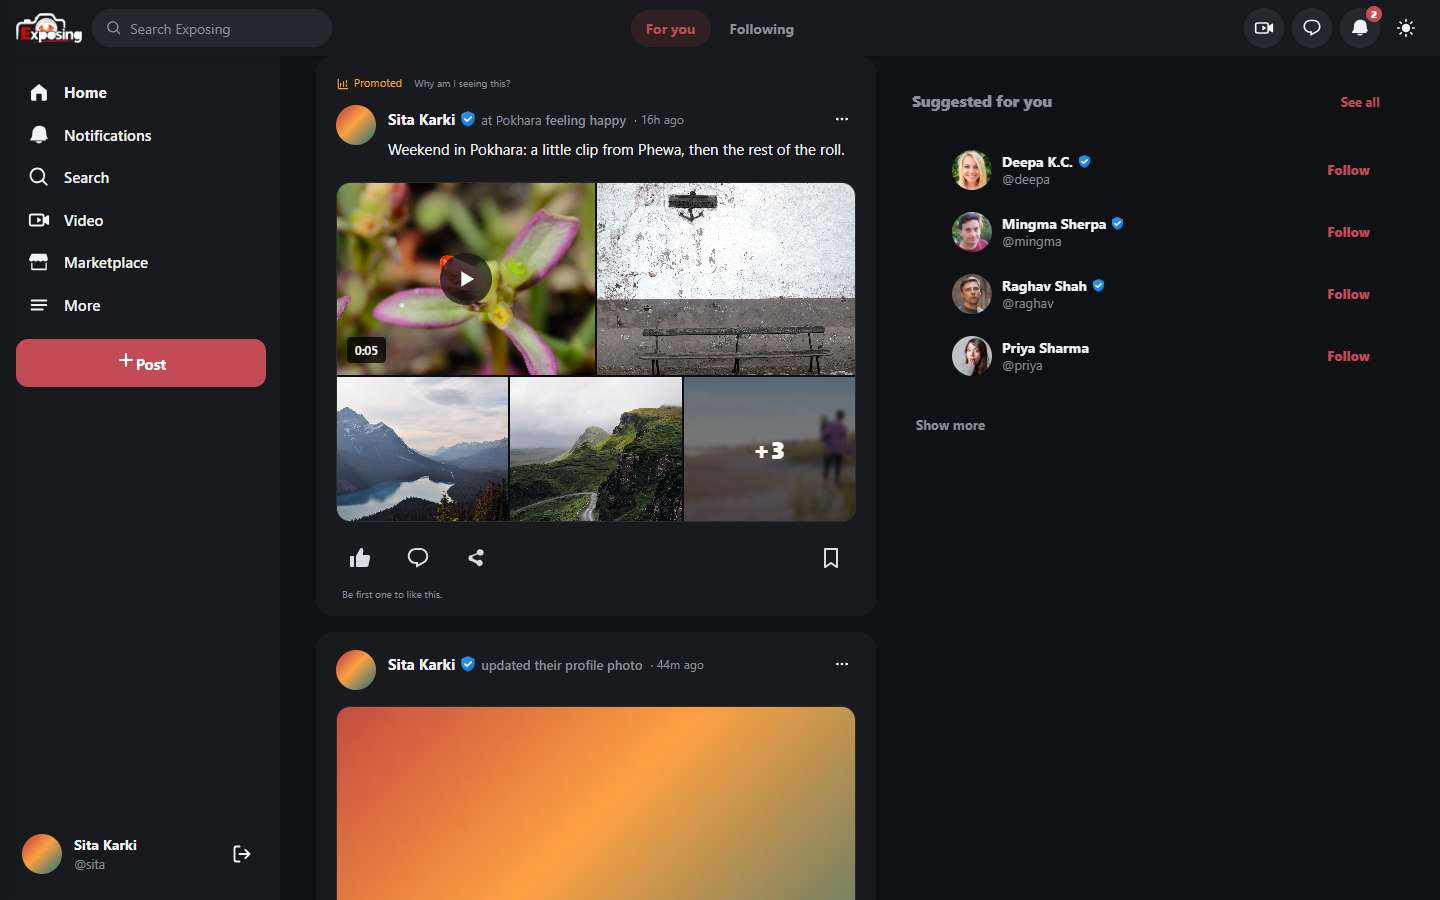 Exposing
Search Exposing
For you
Following
2
Home
Notifications
Search
Video
Marketplace
More
Post
Sita Karki
@sita
Promoted Why am I seeing this?
Sita Karki at Pokhara feeling happy · 16h ago
Weekend in Pokhara: a little clip from Phewa, then the rest of the roll.
0:05
+3
Be first one to like this.
Sita Karki updated their profile photo · 44m ago
Suggested for you
See all
Deepa K.C.
@deepa
Follow
Mingma Sherpa
@mingma
Follow
Raghav Shah
@raghav
Follow
Priya Sharma
@priya
Follow
Show more